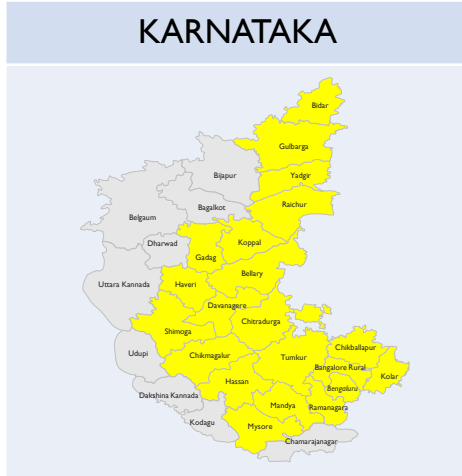 KARNATAKA
Bidar
Gulbarga
Yadgir
Bijapur
Raichur
Bagalkot
Belgaum
Dharwad
Koppal
Gadag
Bellary
Uttara Kannada
Haveri
Davanagere
Chitradurga
Shimoga
Chikballapur
Udupi
Chikmagalur
Tumkur
Bangalore Rural
Kolar
Hassan
Bengaluru
Dakshina Kannada
Mandya
Ramanagara
Kodagu
Mysore
Chamarajanagar